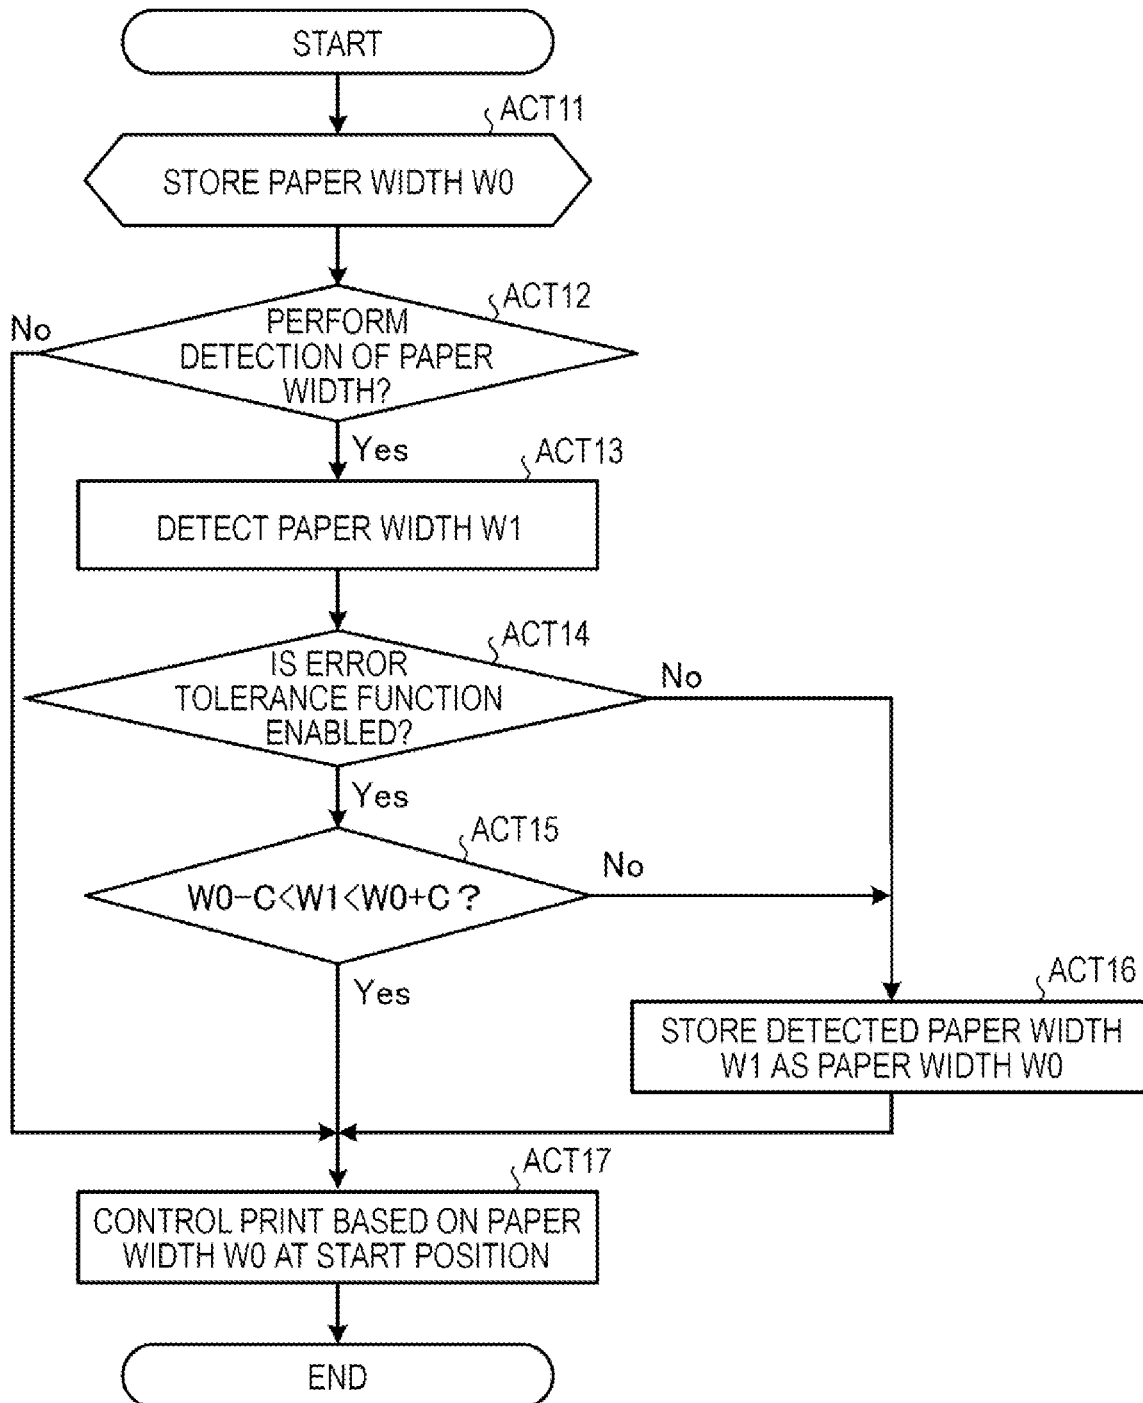 START
ACT11
STORE PAPER WIDTH W0
ACT12
No
PERFORM
DETECTION OF PAPER
WIDTH?
Yes
ACT13
DETECT PAPER WIDTH W1
ACT14
IS ERROR
TOLERANCE FUNCTION
ENABLED?
No
Yes
ACT15
W0-C<W1<W0+C?
No
Yes
ACT16
STORE DETECTED PAPER WIDTH
W1 AS PAPER WIDTH W0
ACT17
CONTROL PRINT BASED ON PAPER
WIDTH W0 AT START POSITION
END